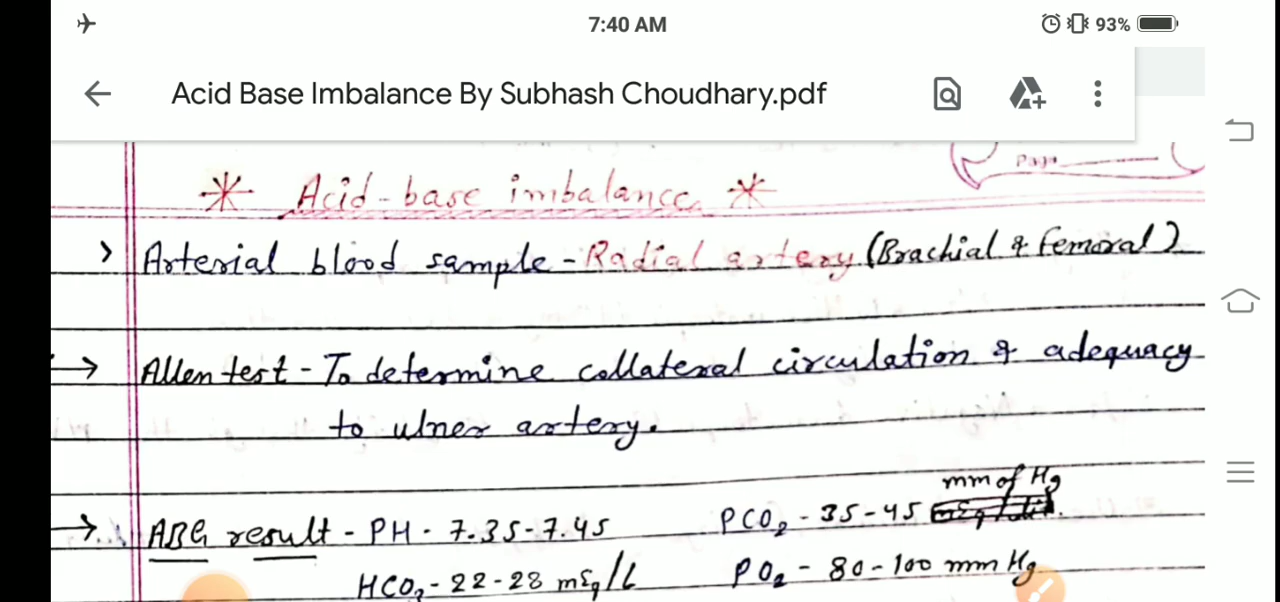 7:40 AM
93%
Acid Base Imbalance By Subhash Choudhary.pdf
Page
* Acid-base imbalance *
> Arterial blood sample - Radial artery (Brachial & femoral)
→ Allen test - To determine collateral circulation & adequacy
to ulner artery.
mm of Hg
→ ABG result - PH - 7.35-7.45 PCO2 - 35-45
HCO3 - 22-28 mEq/L PO2 - 80-100 mm Hg